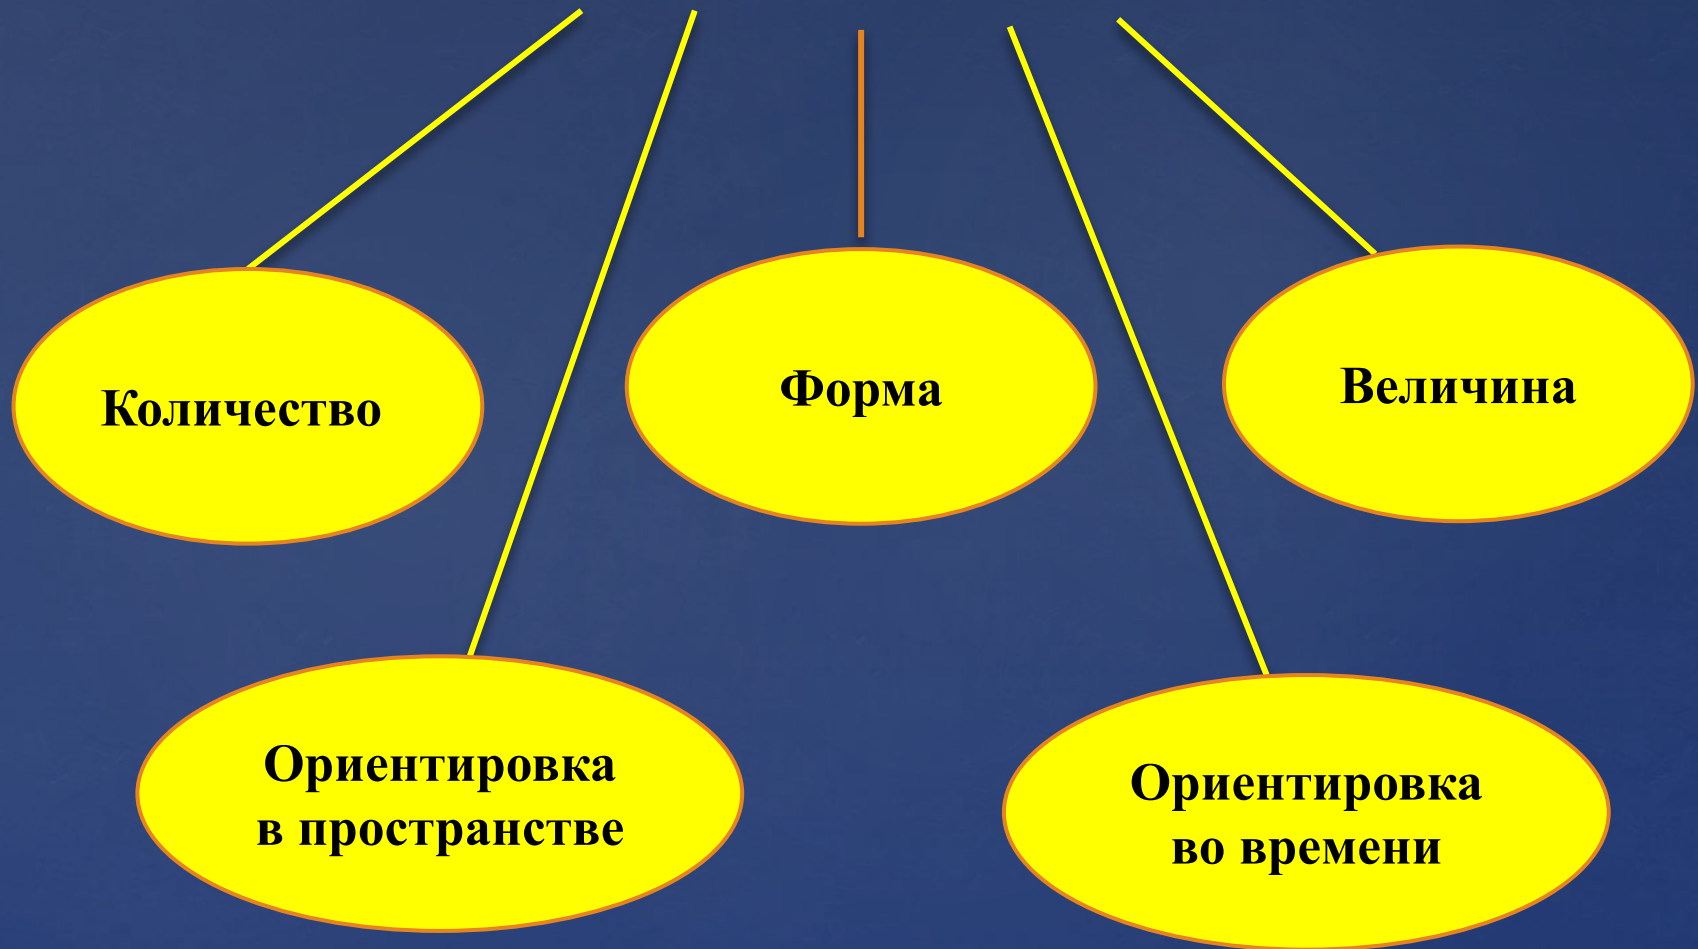 Количество
Форма
Величина
Ориентировка
в пространстве
Ориентировка
во времени